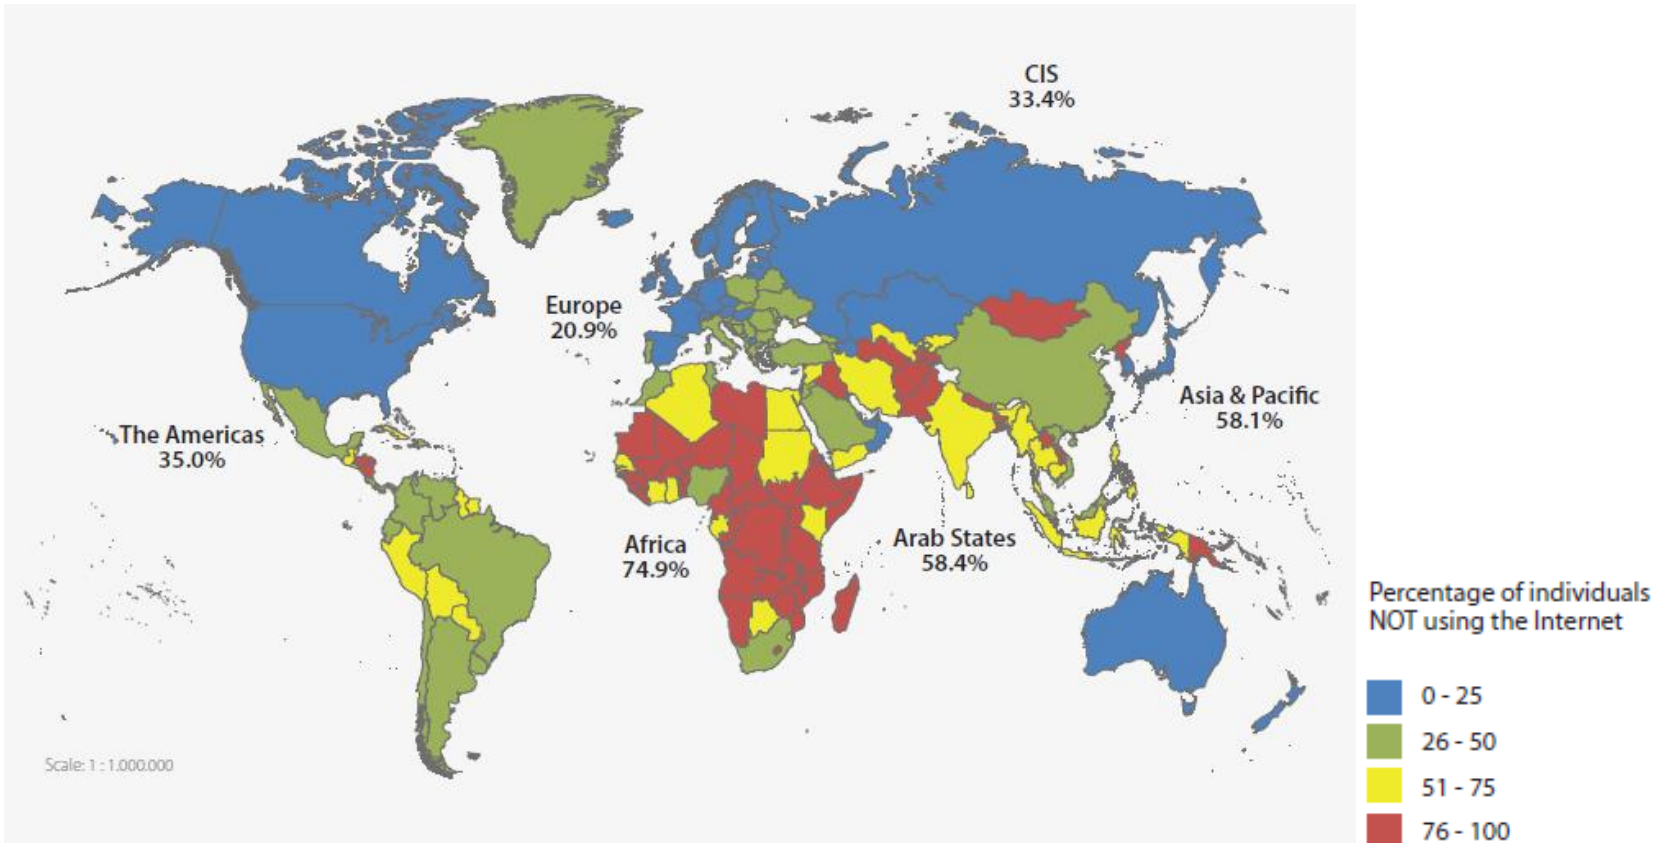 CIS
33.4%
Europe
20.9%
Asia & Pacific
58.1%
The Americas
35.0%
Africa
74.9%
Arab States
58.4%
Percentage of individuals
NOT using the Internet
0 - 25
26 - 50
51 - 75
76 - 100
Scale: 1 : 1.000.000